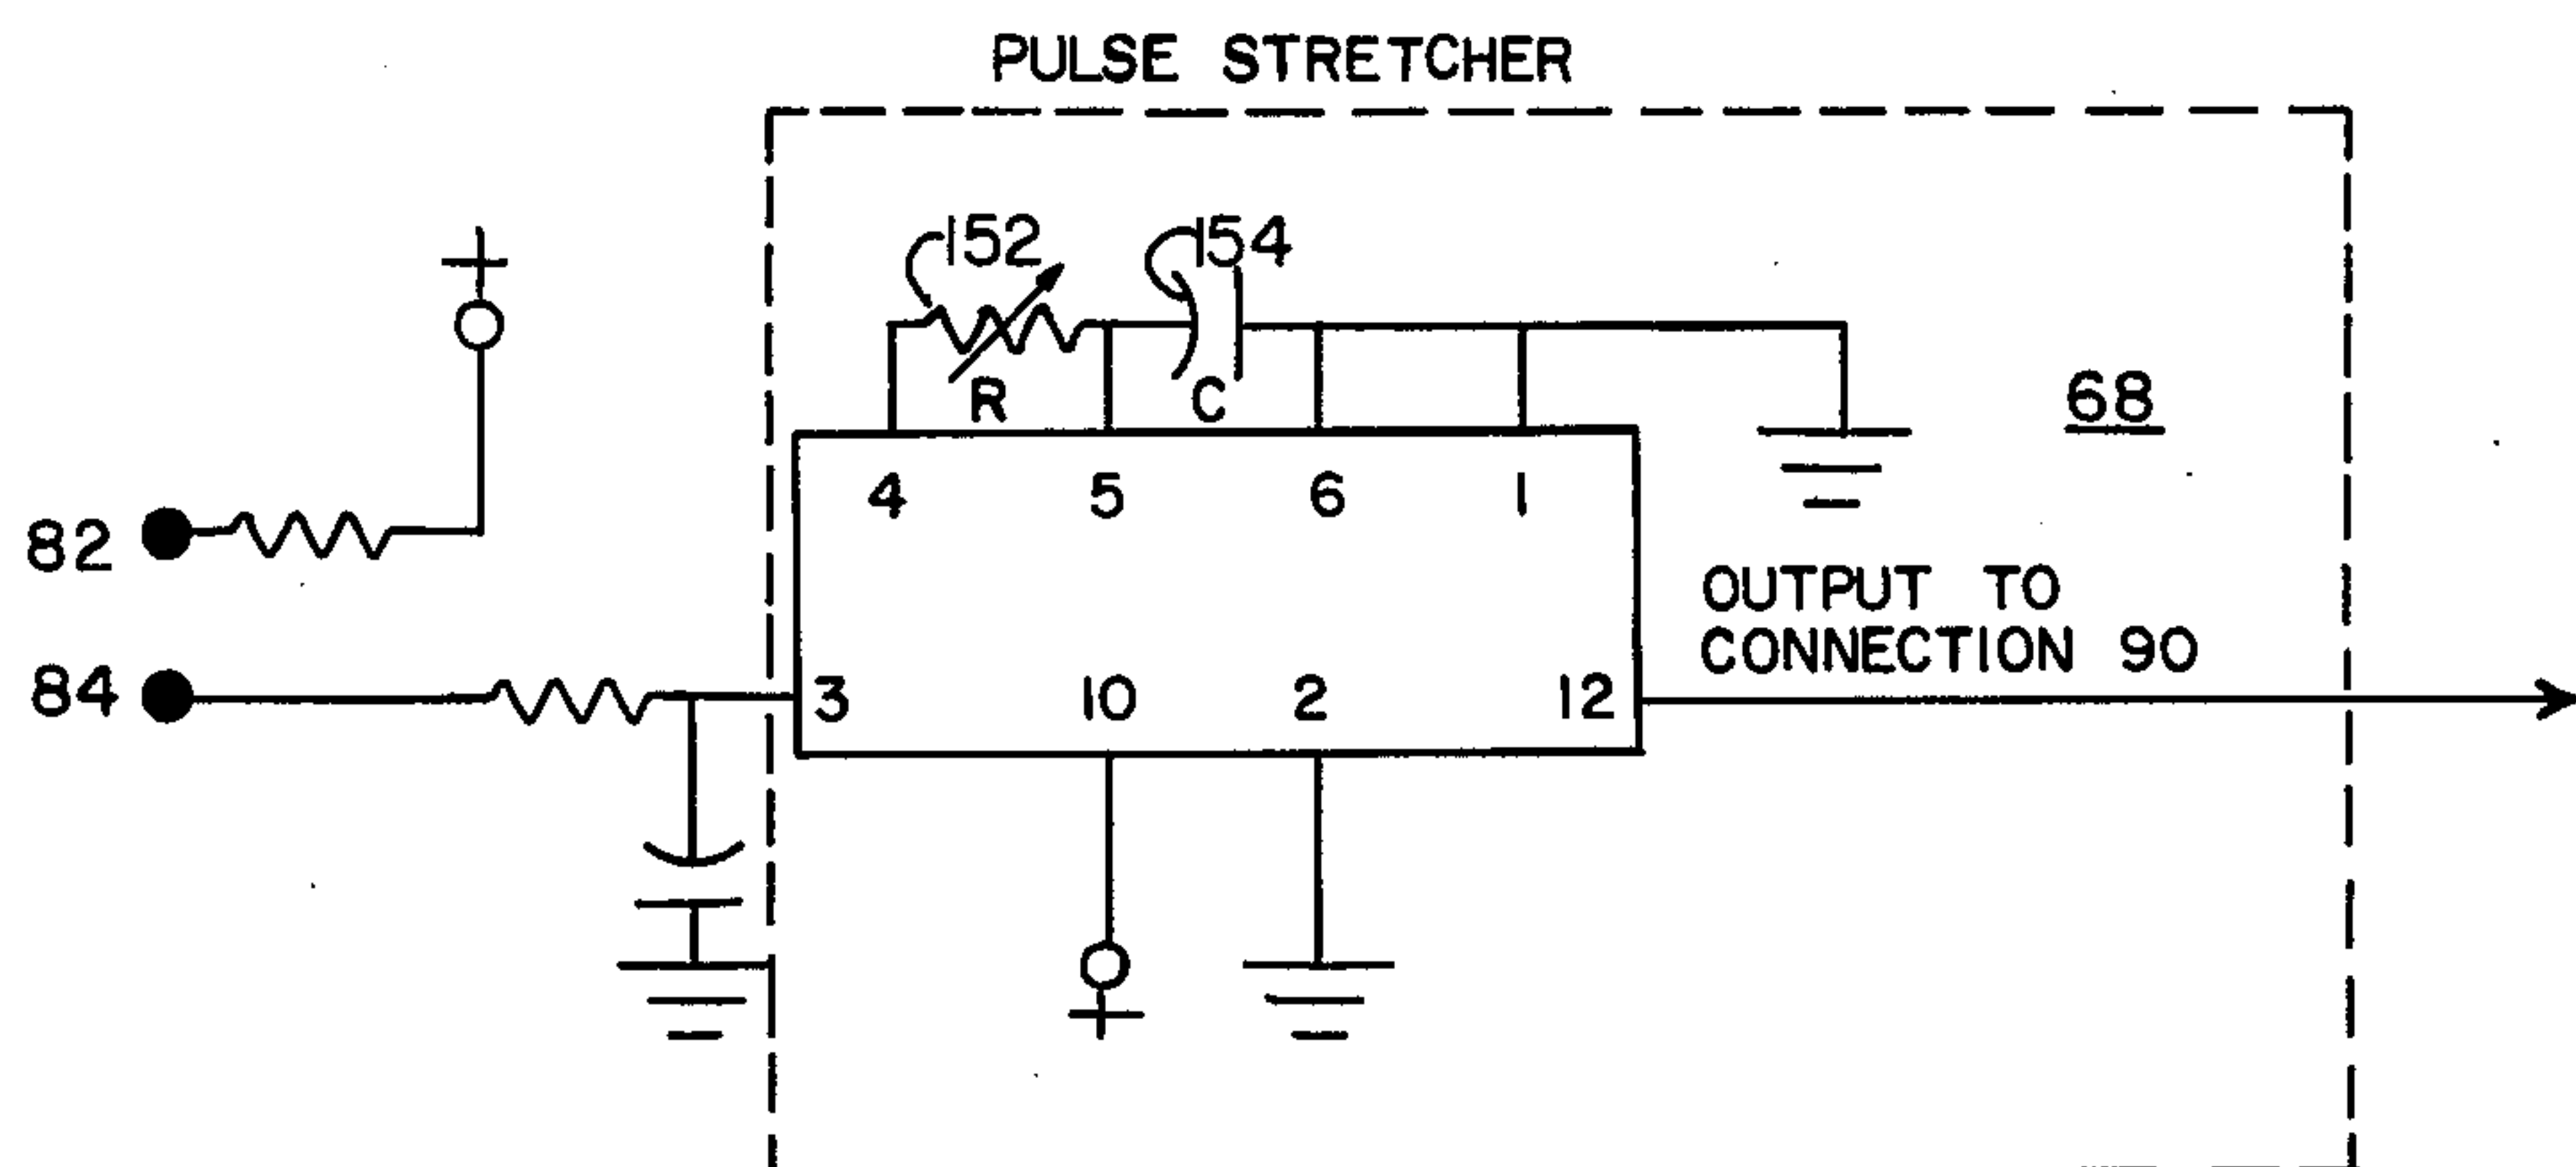 PULSE STRETCHER
152
154
+
R
C
68
4 5 6 1
82
OUTPUT TO
CONNECTION 90
84
3 10 2 12
+